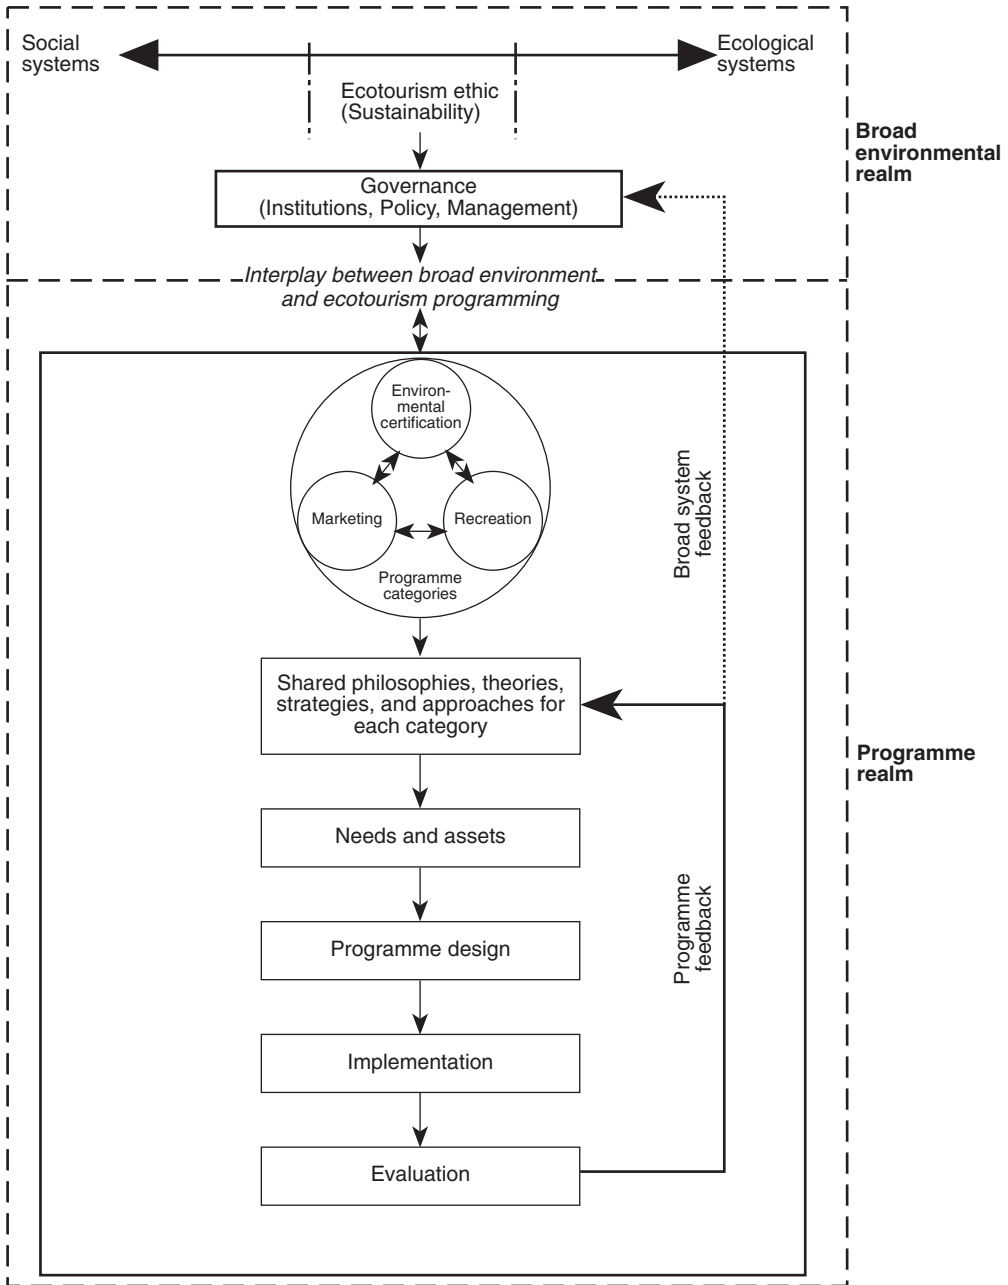 Social
systems
Ecological
systems
Ecotourism ethic
(Sustainability)
Broad
environmental
realm
Governance
(Institutions, Policy, Management)
Interplay between broad environment
and ecotourism programming
Environ-
mental
certification
Marketing
Recreation
Programme
categories
Broad system
feedback
Shared philosophies, theories,
strategies, and approaches for
each category
Programme
realm
Needs and assets
Programme design
Programme
feedback
Implementation
Evaluation